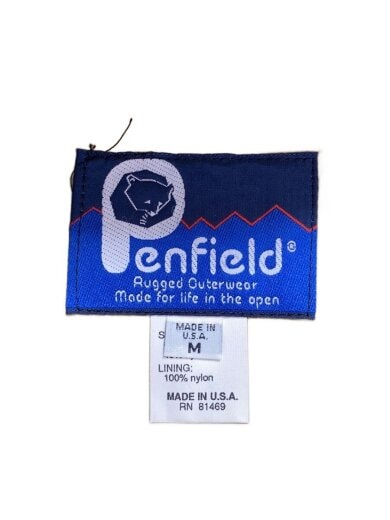 Penfield®
Rugged Outerwear
Made for life in the open
MADE IN
U.S.A.
M
LINING:
100% nylon
MADE IN U.S.A.
RN 81469